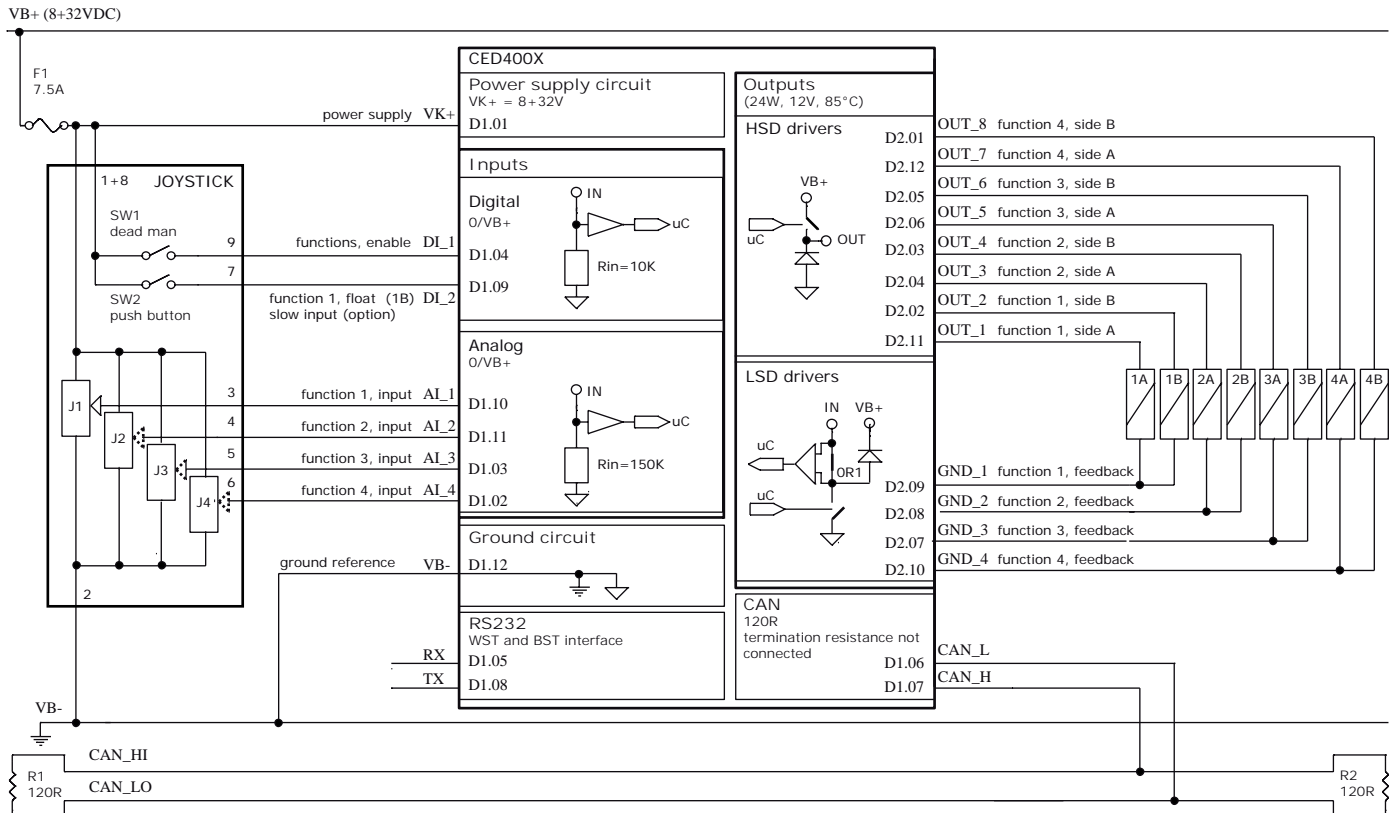 VB+ (8÷32VDC)
F1
7.5A
power supply VK+
1÷8 JOYSTICK
SW1
dead man
9
functions, enable DI_1
7
SW2
push button
function 1, float (1B) DI_2
slow input (option)
J1
3
function 1, input AI_1
J2
4
function 2, input AI_2
J3
5
function 3, input AI_3
J4
6
function 4, input AI_4
ground reference VB-
2
RX
TX
CED400X
Power supply circuit
VK+ = 8÷32V
D1.01
Inputs
Digital
0/VB+
D1.04
D1.09
IN
uC
Rin=10K
Analog
0/VB+
D1.10
D1.11
D1.03
D1.02
IN
uC
Rin=150K
Ground circuit
D1.12
RS232
WST and BST interface
D1.05
D1.08
Outputs
(24W, 12V, 85°C)
HSD drivers
VB+
uC
OUT
D2.01
D2.12
D2.05
D2.06
D2.03
D2.04
D2.02
D2.11
LSD drivers
IN VB+
uC
0R1
uC
D2.09
D2.08
D2.07
D2.10
CAN
120R
termination resistance not
connected
D1.06
D1.07
OUT_8 function 4, side B
OUT_7 function 4, side A
OUT_6 function 3, side B
OUT_5 function 3, side A
OUT_4 function 2, side B
OUT_3 function 2, side A
OUT_2 function 1, side B
OUT_1 function 1, side A
1A 1B 2A 2B 3A 3B 4A 4B
GND_1 function 1, feedback
GND_2 function 2, feedback
GND_3 function 3, feedback
GND_4 function 4, feedback
CAN_L
CAN_H
VB-
CAN_HI
R1
120R
CAN_LO
R2
120R